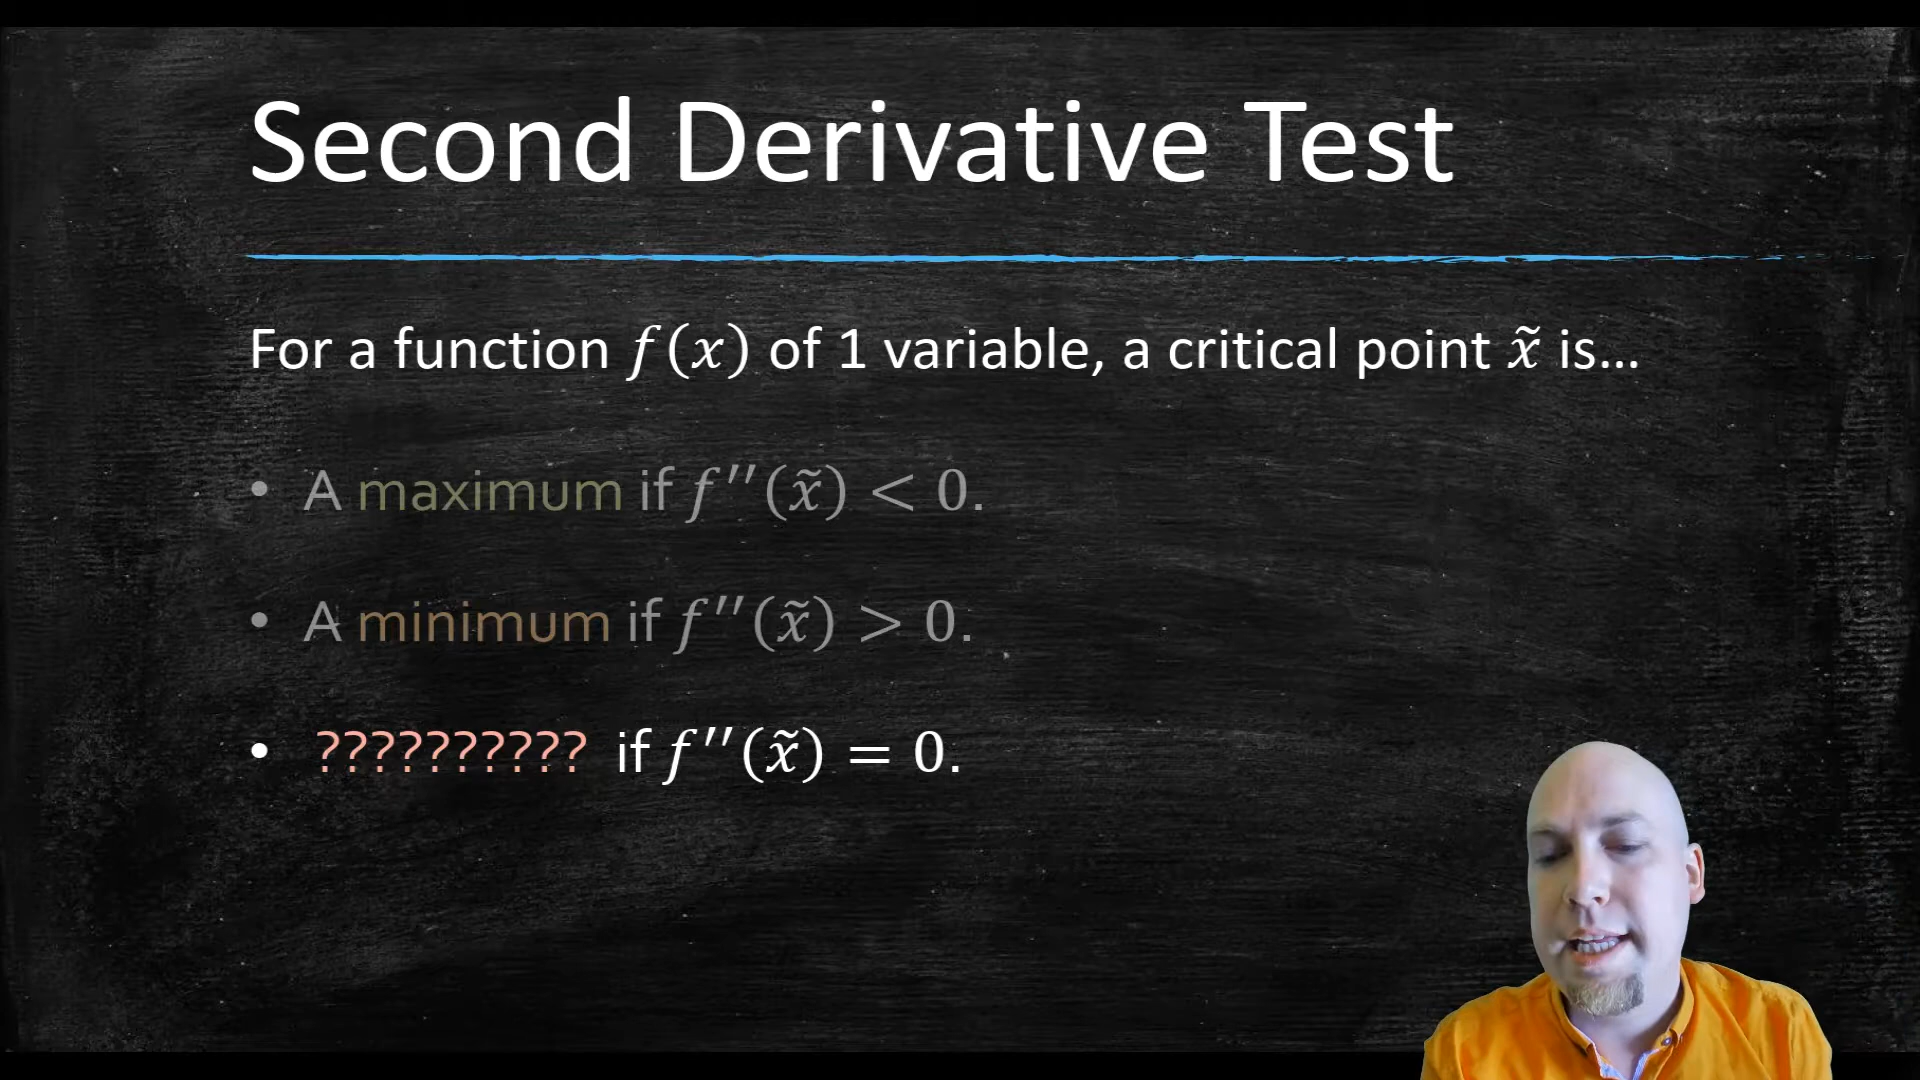 Second Derivative Test
For a function f(x) of 1 variable, a critical point x̃ is...
• A maximum if f″(x̃) < 0.
• A minimum if f″(x̃) > 0.
• ?????????? if f″(x̃) = 0.